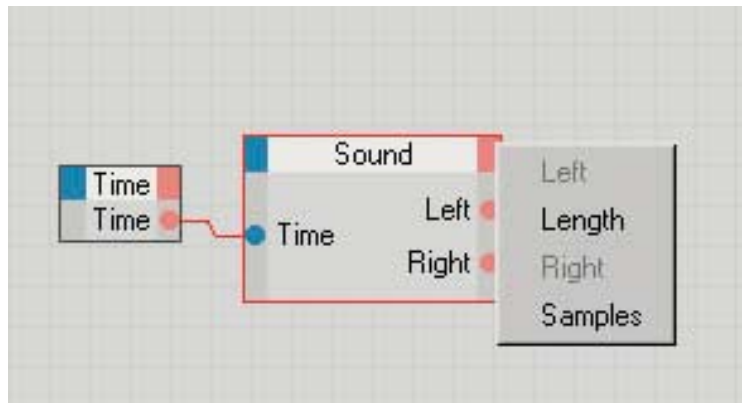 Time
Time
Sound
Time
Left
Right
Left
Length
Right
Samples